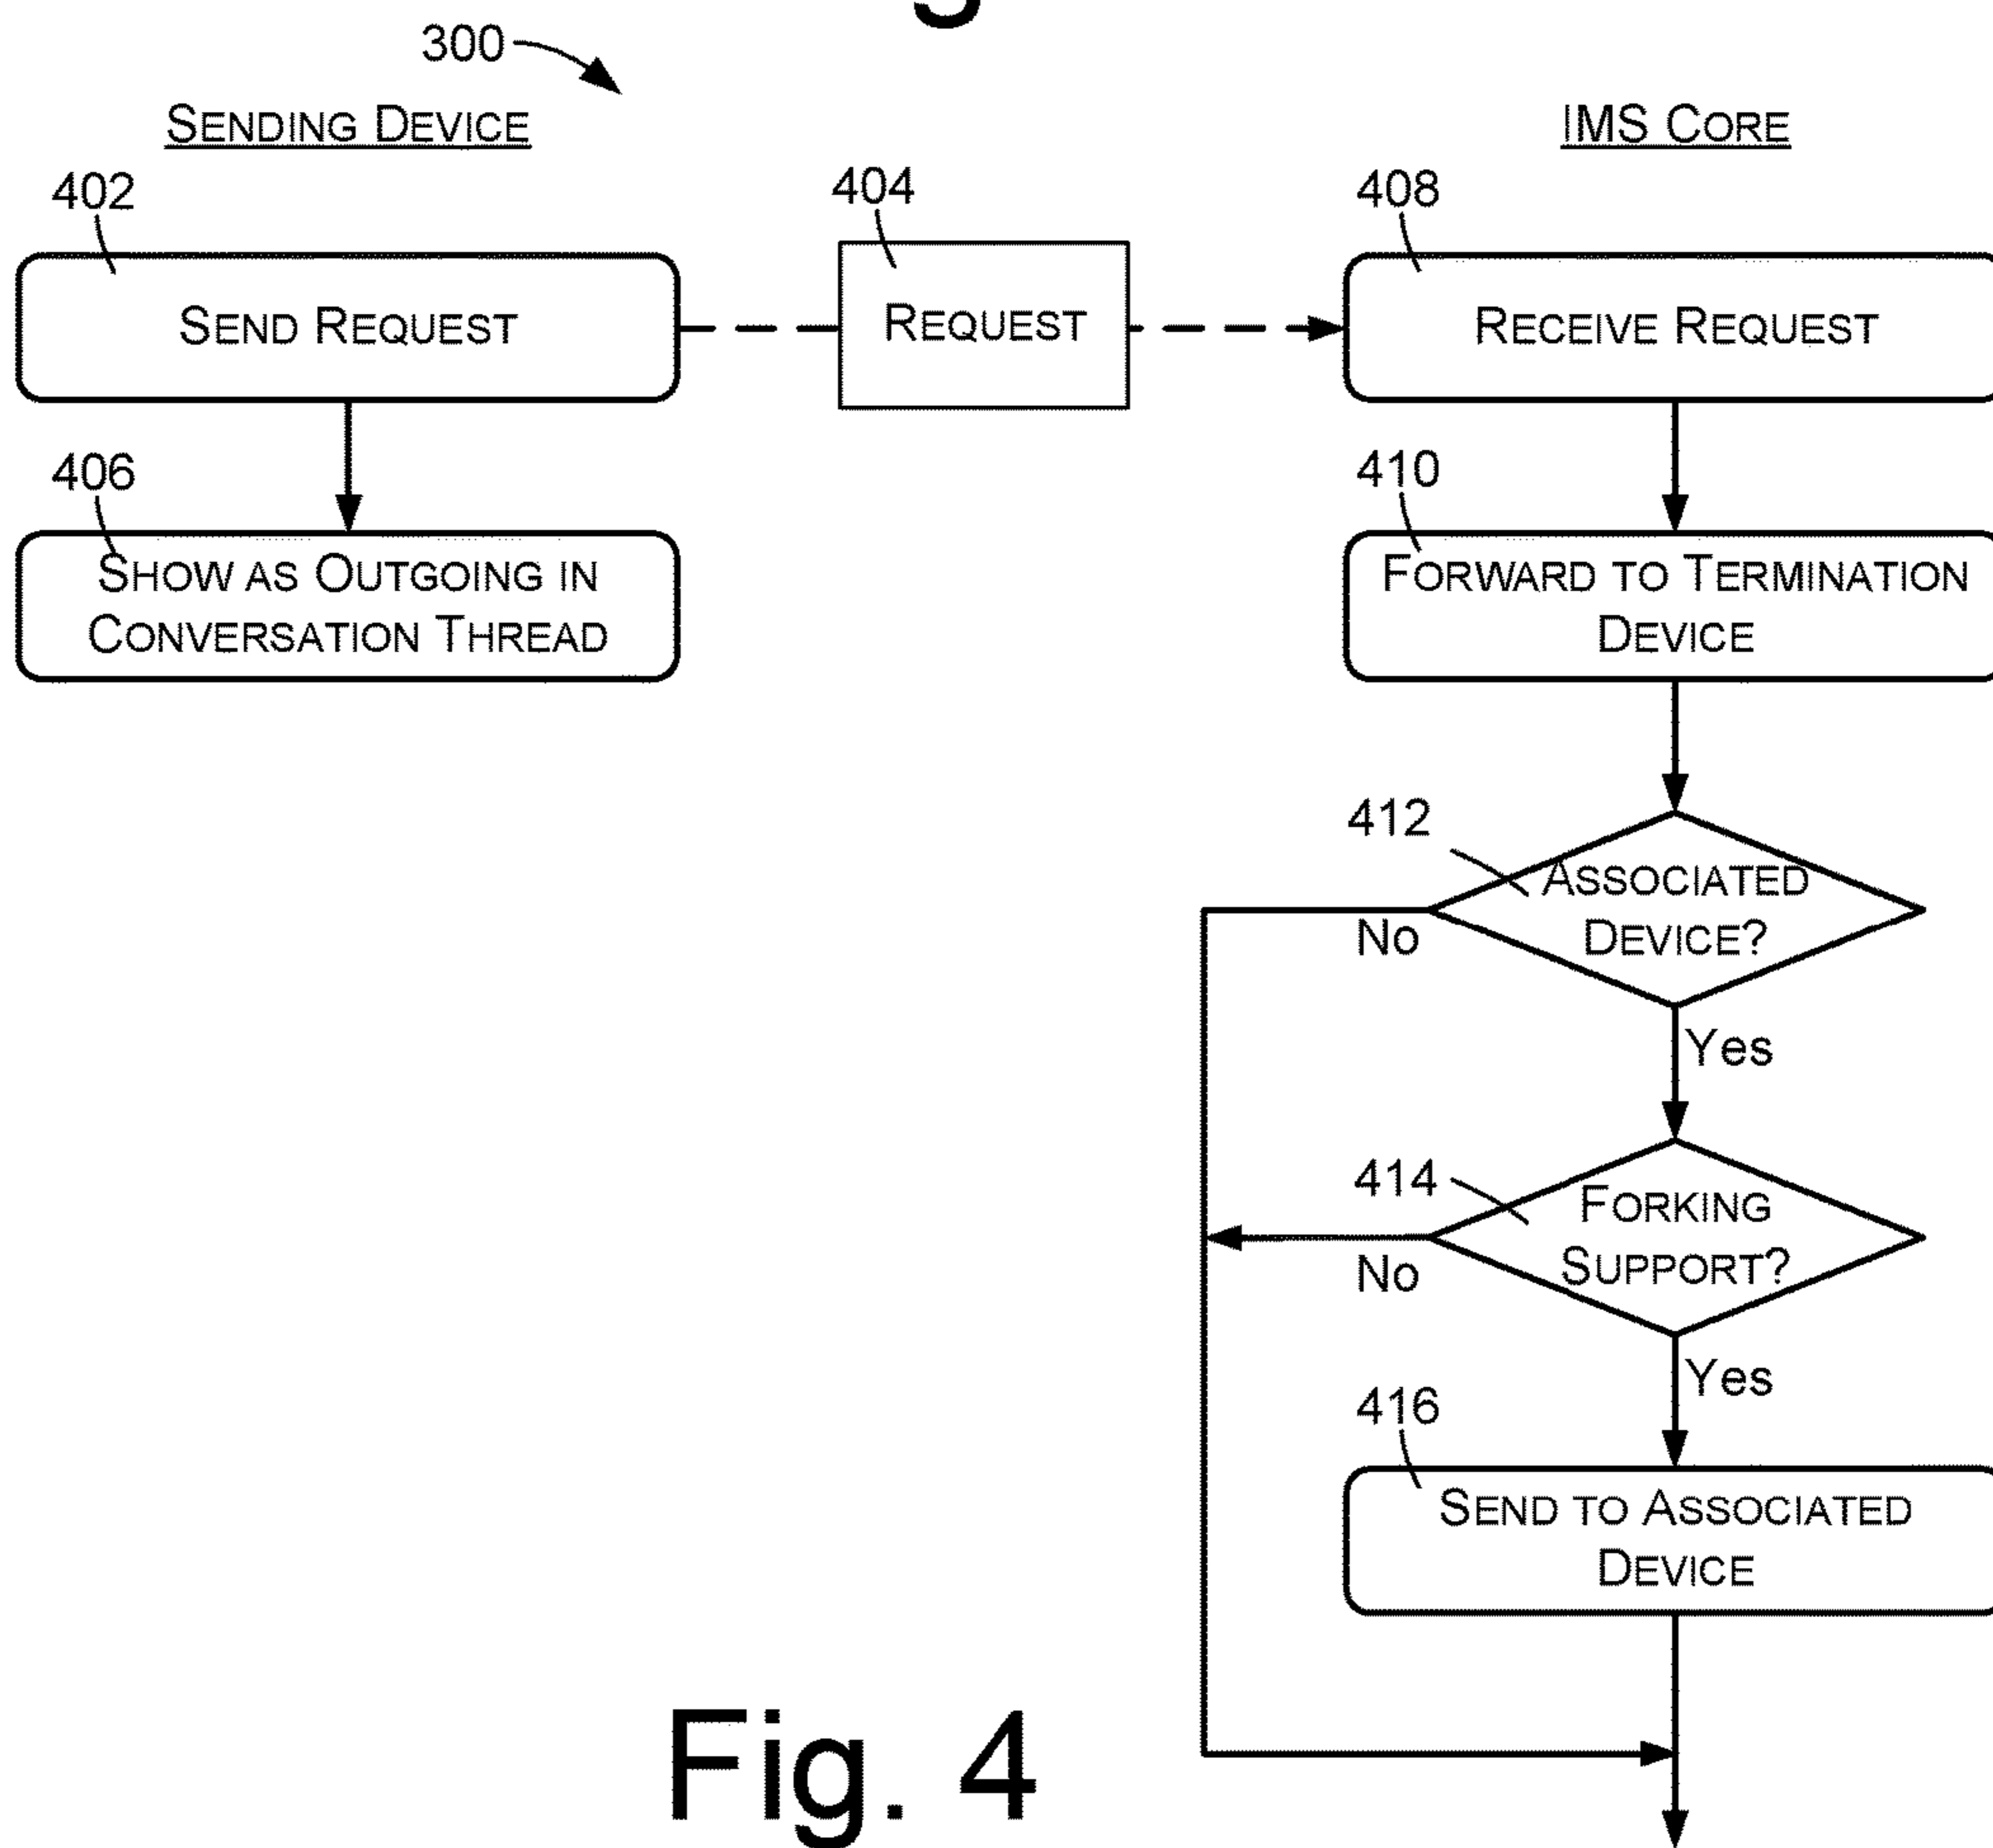 300
SENDING DEVICE
IMS CORE
402
404
408
SEND REQUEST
REQUEST
RECEIVE REQUEST
406
410
SHOW AS OUTGOING IN
CONVERSATION THREAD
FORWARD TO TERMINATION
DEVICE
412
ASSOCIATED
DEVICE?
No
Yes
414
FORKING
SUPPORT?
No
Yes
416
SEND TO ASSOCIATED
DEVICE
Fig. 4